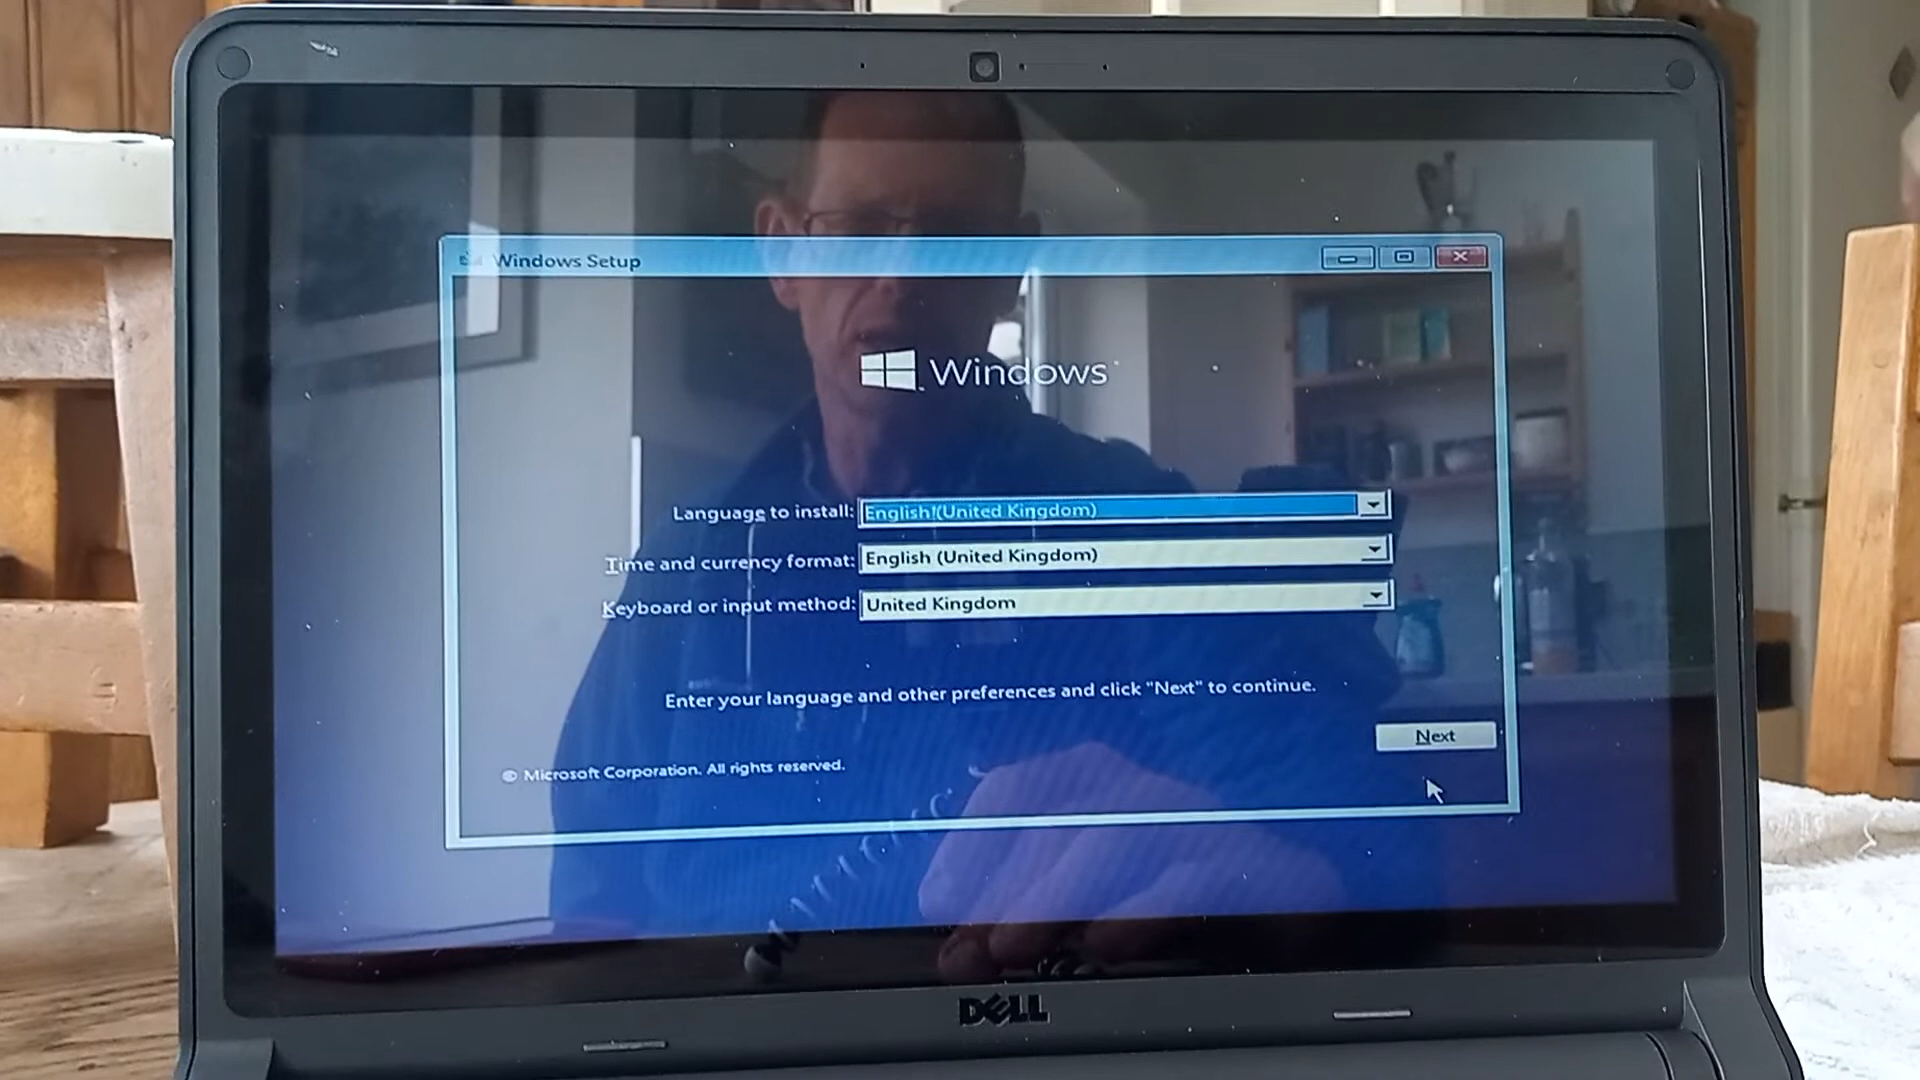 Windows Setup
Windows
Language to install: English (United Kingdom)
Time and currency format: English (United Kingdom)
Keyboard or input method: United Kingdom
Enter your language and other preferences and click "Next" to continue.
Next
© Microsoft Corporation. All rights reserved.
DELL